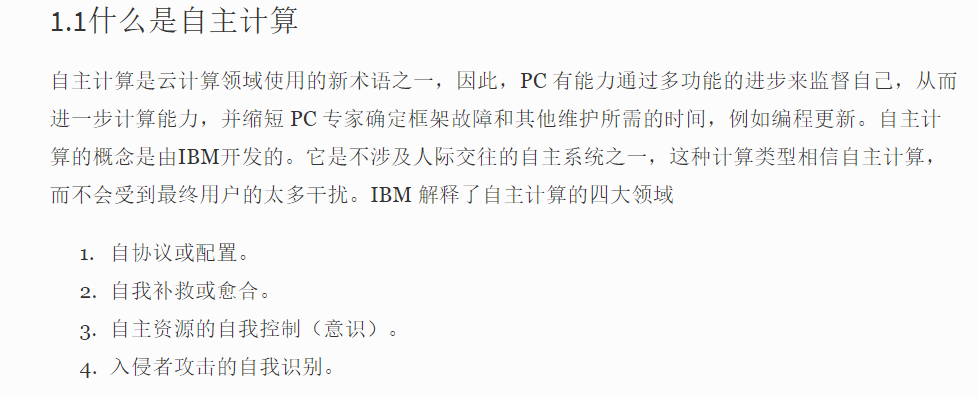 1.1什么是自主计算
自主计算是云计算领域使用的新术语之一，因此，PC 有能力通过多功能的进步来监督自己，从而
进一步计算能力，并缩短 PC 专家确定框架故障和其他维护所需的时间，例如编程更新。自主计
算的概念是由IBM开发的。它是不涉及人际交往的自主系统之一，这种计算类型相信自主计算，
而不会受到最终用户的太多干扰。IBM 解释了自主计算的四大领域
1. 自协议或配置。
2. 自我补救或愈合。
3. 自主资源的自我控制（意识）。
4. 入侵者攻击的自我识别。